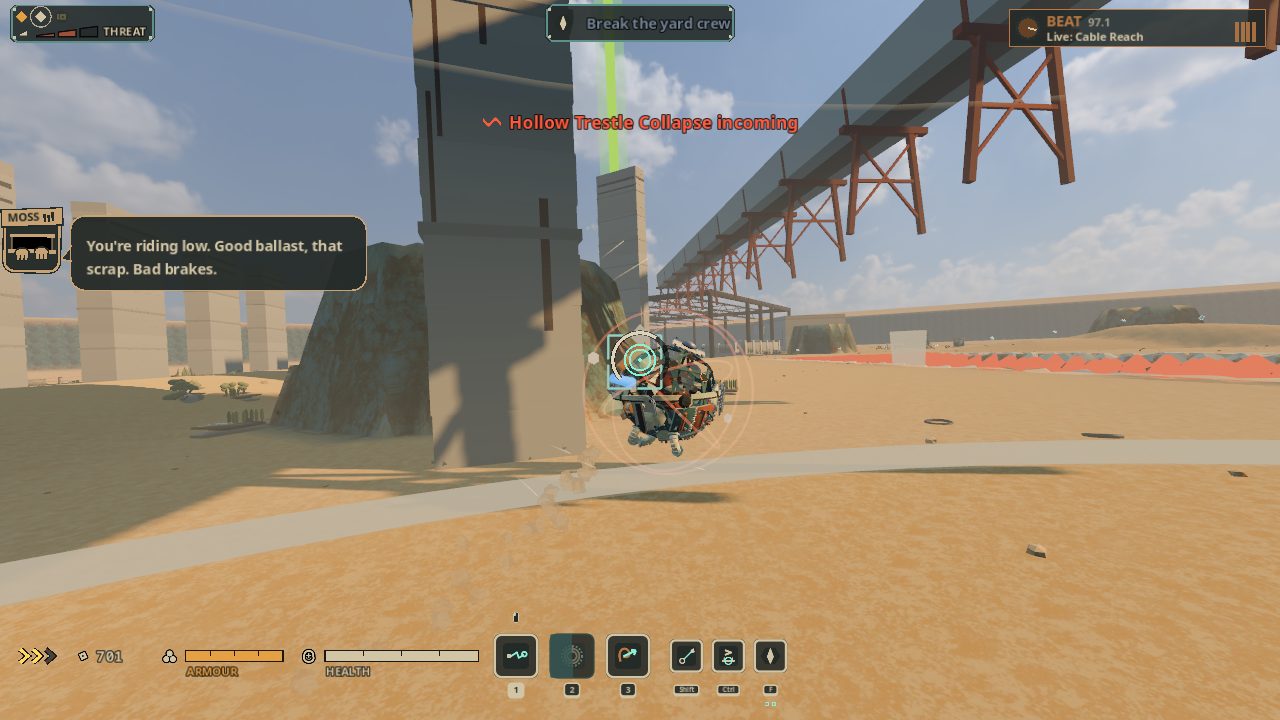 THREAT
Break the yard crew
BEAT 97.1
Live: Cable Reach
Hollow Trestle Collapse incoming
MOSS
You're riding low. Good ballast, that
scrap. Bad brakes.
701
ARMOUR
HEALTH
1
2
3
Shift
Ctrl
F